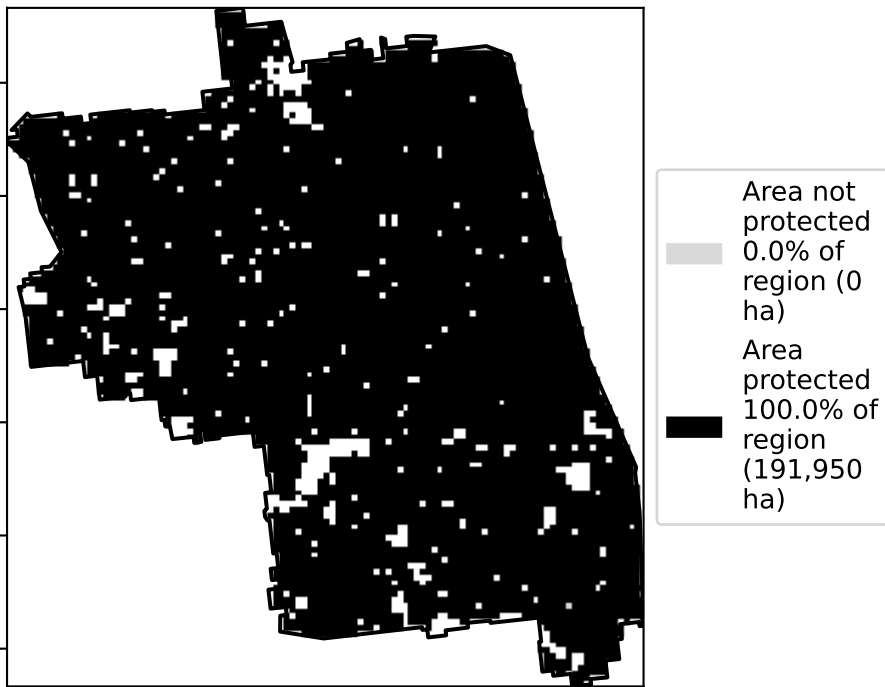 Area not
protected
0.0% of
region (0
ha)
Area
protected
100.0% of
region
(191,950
ha)